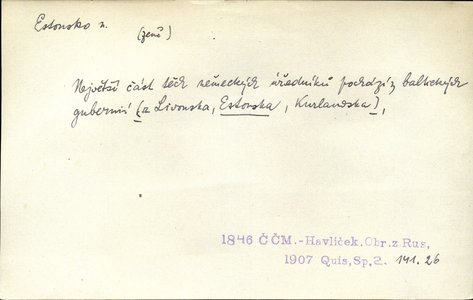 Estonsko n.
(země)
Největší část těch německých úředníků pochází z baltických
gubernií (z Livonska, Estonska, Kurlandska),
1846 ČČM.-Havlíček.Obr.z Rus,
1907 Quis,Sp,2. 141.26